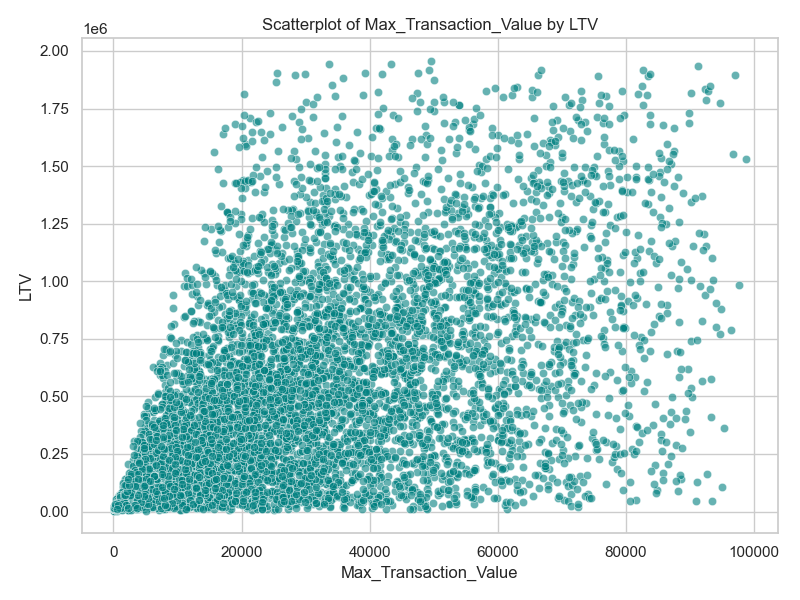 Scatterplot of Max_Transaction_Value by LTV
1e6
2.00
1.75
1.50
1.25
1.00
0.75
0.50
0.25
0.00
LTV
0 20000 40000 60000 80000 100000
Max_Transaction_Value